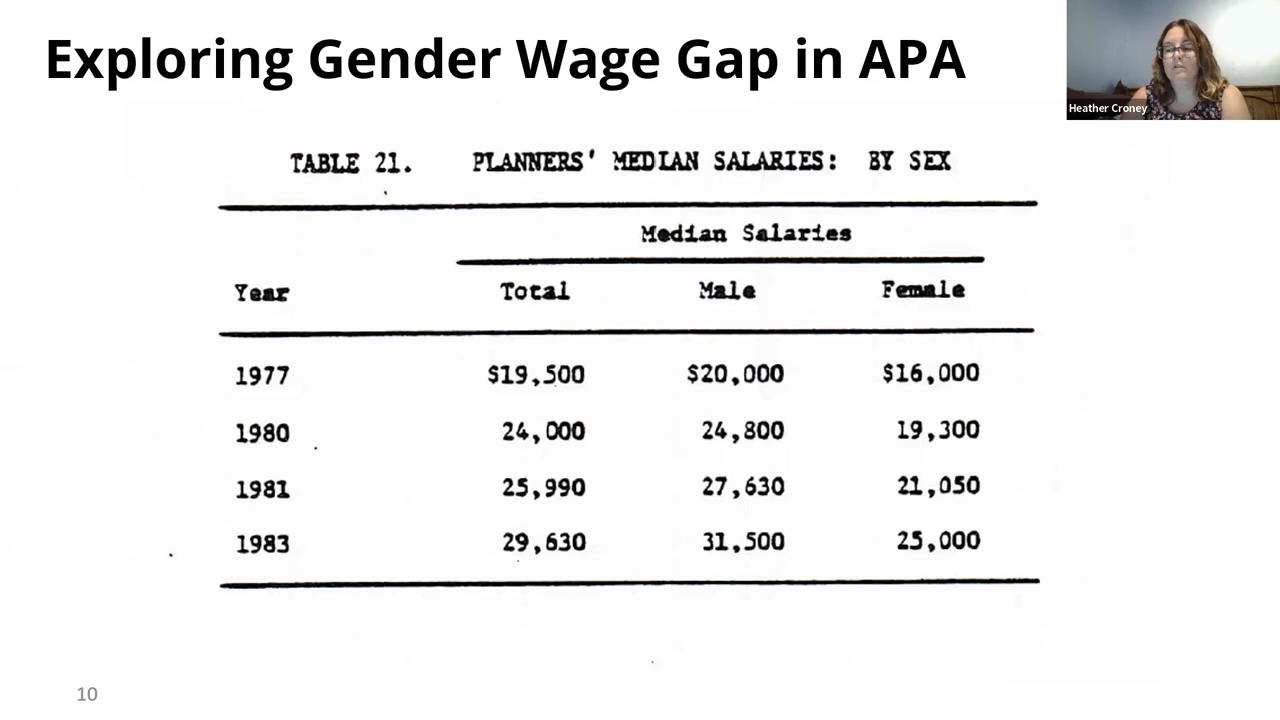 Exploring Gender Wage Gap in APA
Heather Croney
TABLE 21. PLANNERS' MEDIAN SALARIES: BY SEX
Median Salaries
Year Total Male Female
1977 $19,500 $20,000 $16,000
1980 24,000 24,800 19,300
1981 25,990 27,630 21,050
1983 29,630 31,500 25,000
10